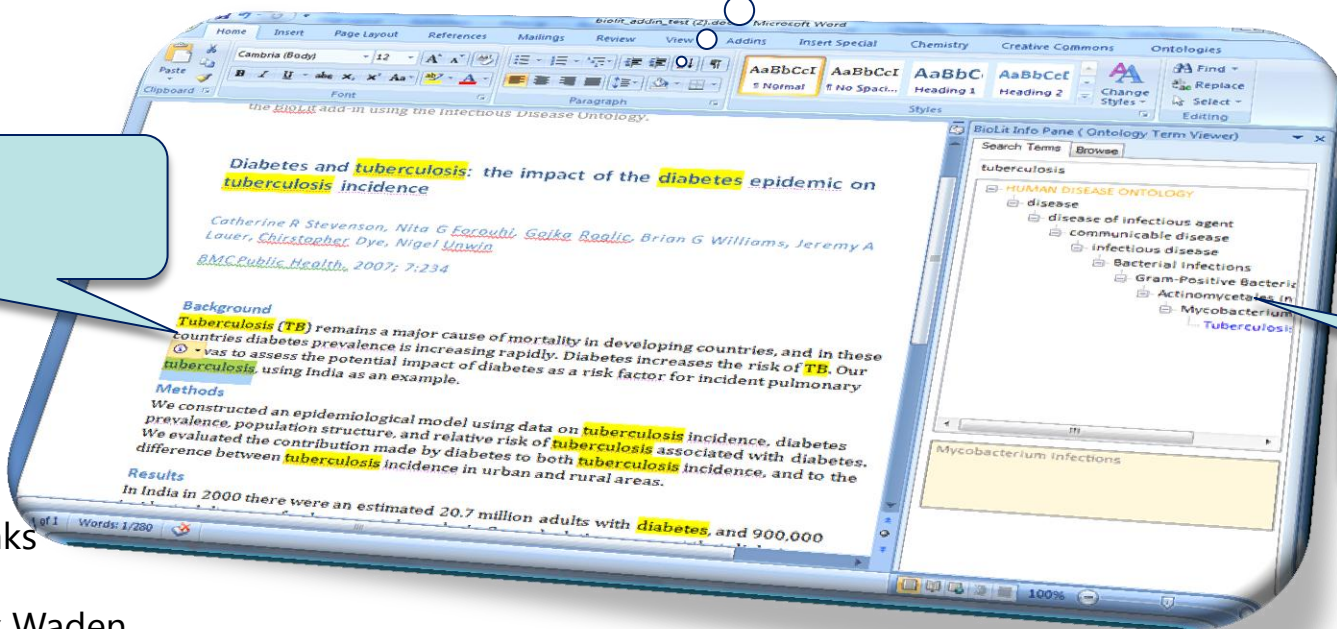 biolit_addin_test (2).do Microsoft Word
Home Insert Page Layout References Mailings Review View Addins Insert Special Chemistry Creative Commons Ontologies
Paste
Clipboard
Cambria (Body) 12
B I U abc X, X² Aa
Font
Paragraph
AaBbCcI AaBbCcI AaBbC AaBbCcI
¶ Normal ¶ No Spaci... Heading 1 Heading 2
Change
Styles
Styles
Find
Replace
Select
Editing
the BioLit add-in using the Infectious Disease Ontology.
Diabetes and tuberculosis: the impact of the diabetes epidemic on
tuberculosis incidence
Catherine R Stevenson, Nita G Forouhi, Gojka Roglic, Brian G Williams, Jeremy A
Lauer, Chirstopher Dye, Nigel Unwin
BMC Public Health, 2007; 7:234
Background
Tuberculosis (TB) remains a major cause of mortality in developing countries, and in these
countries diabetes prevalence is increasing rapidly. Diabetes increases the risk of TB. Our
was to assess the potential impact of diabetes as a risk factor for incident pulmonary
tuberculosis, using India as an example.
Methods
We constructed an epidemiological model using data on tuberculosis incidence, diabetes
prevalence, population structure, and relative risk of tuberculosis associated with diabetes.
We evaluated the contribution made by diabetes to both tuberculosis incidence, and to the
difference between tuberculosis incidence in urban and rural areas.
Results
In India in 2000 there were an estimated 20.7 million adults with diabetes, and 900,000
1 of 1 Words: 1/280
100%
BioLit Info Pane ( Ontology Term Viewer)
Search Terms Browse
tuberculosis
HUMAN DISEASE ONTOLOGY
disease
disease of infectious agent
communicable disease
infectious disease
Bacterial Infections
Gram-Positive Bacteria
Actinomycetales in
Mycobacterium
Tuberculosis
Mycobacterium Infections
ks
Waden